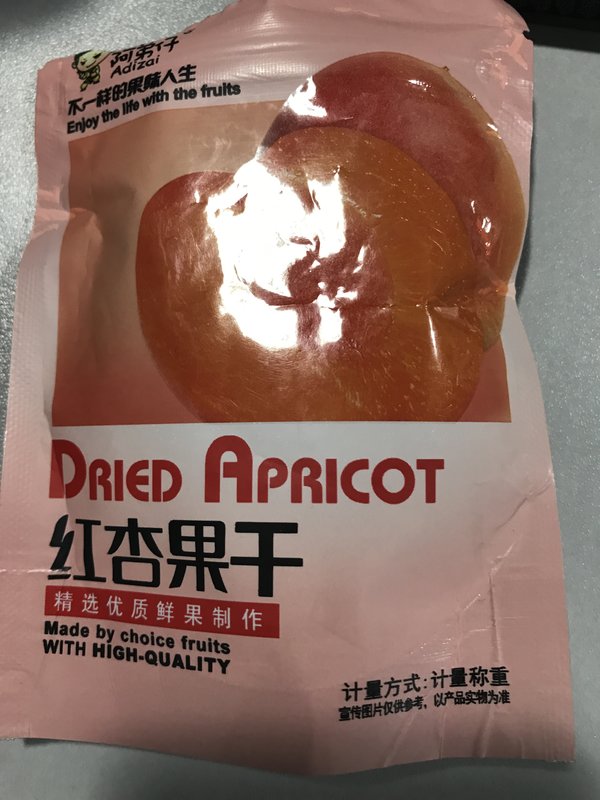 阿弟仔
Adizai
不一样的果味人生
Enjoy the life with the fruits
DRIED APRICOT
红杏果干
精选优质鲜果制作
Made by choice fruits
WITH HIGH-QUALITY
计量方式:计量称重
宣传图片仅供参考，以产品实物为准